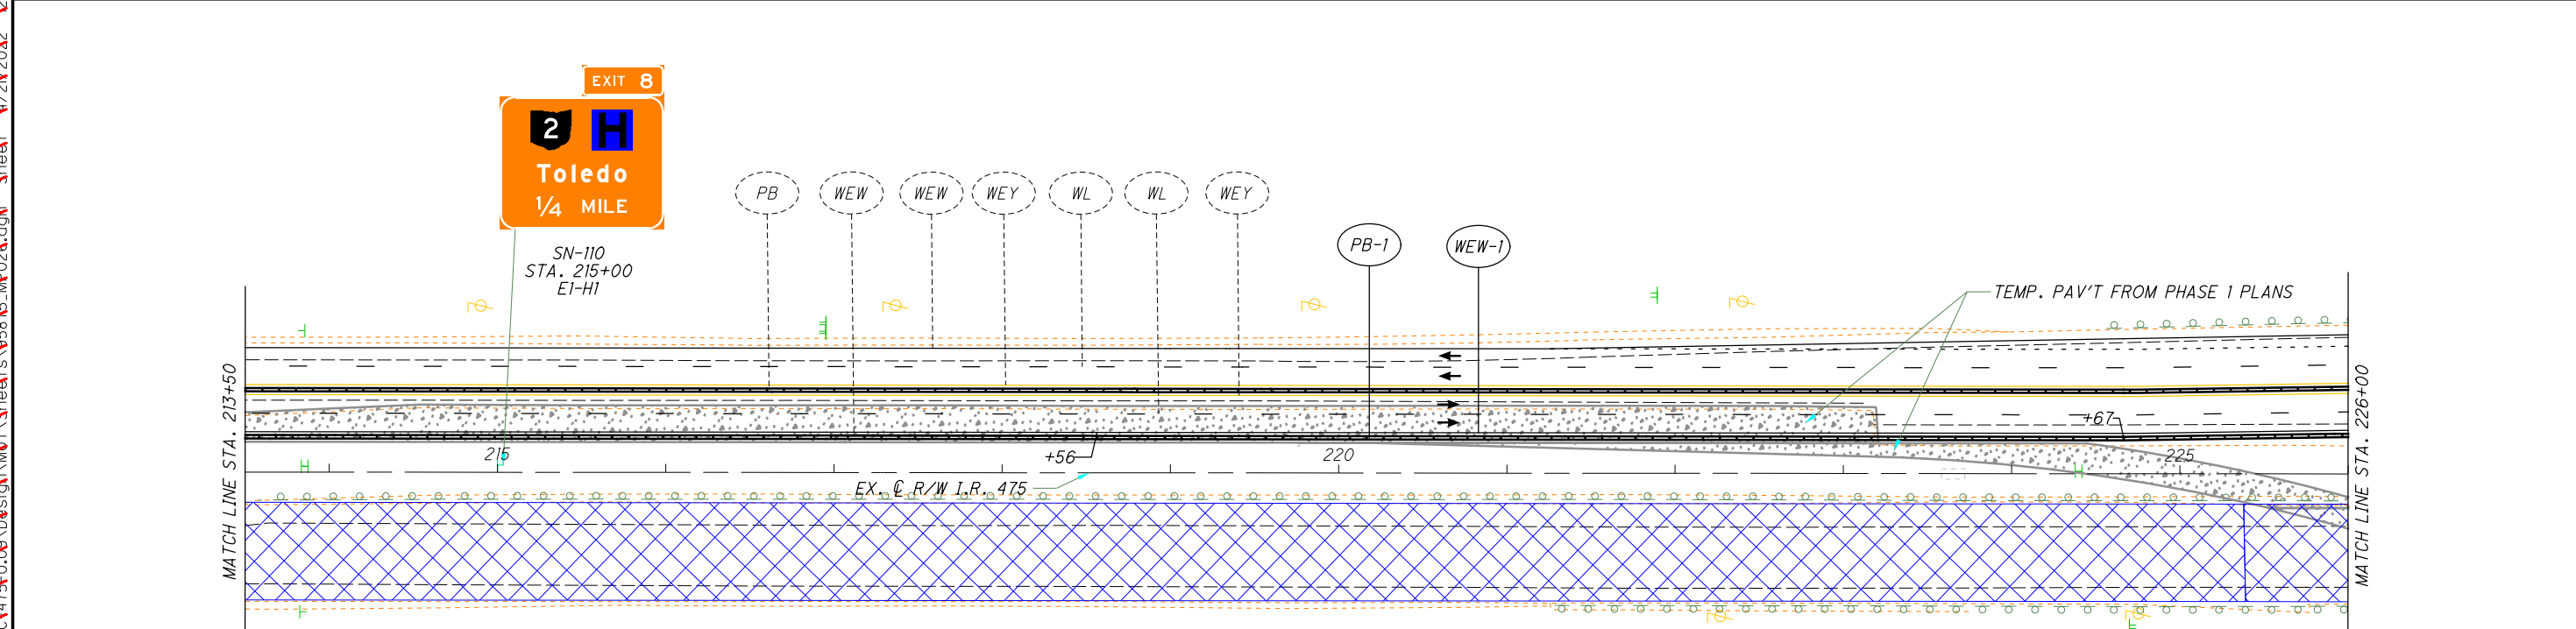 EXIT 8
2 H
Toledo
1/4 MILE
SN-110
STA. 215+00
E1-H1
PB
WEW
WEW
WEY
WL
WL
WEY
PB-1
WEW-1
TEMP. PAV'T FROM PHASE 1 PLANS
MATCH LINE STA. 213+50
215
+56
220
+67
225
EX. ℄ R/W I.R. 475
MATCH LINE STA. 226+00